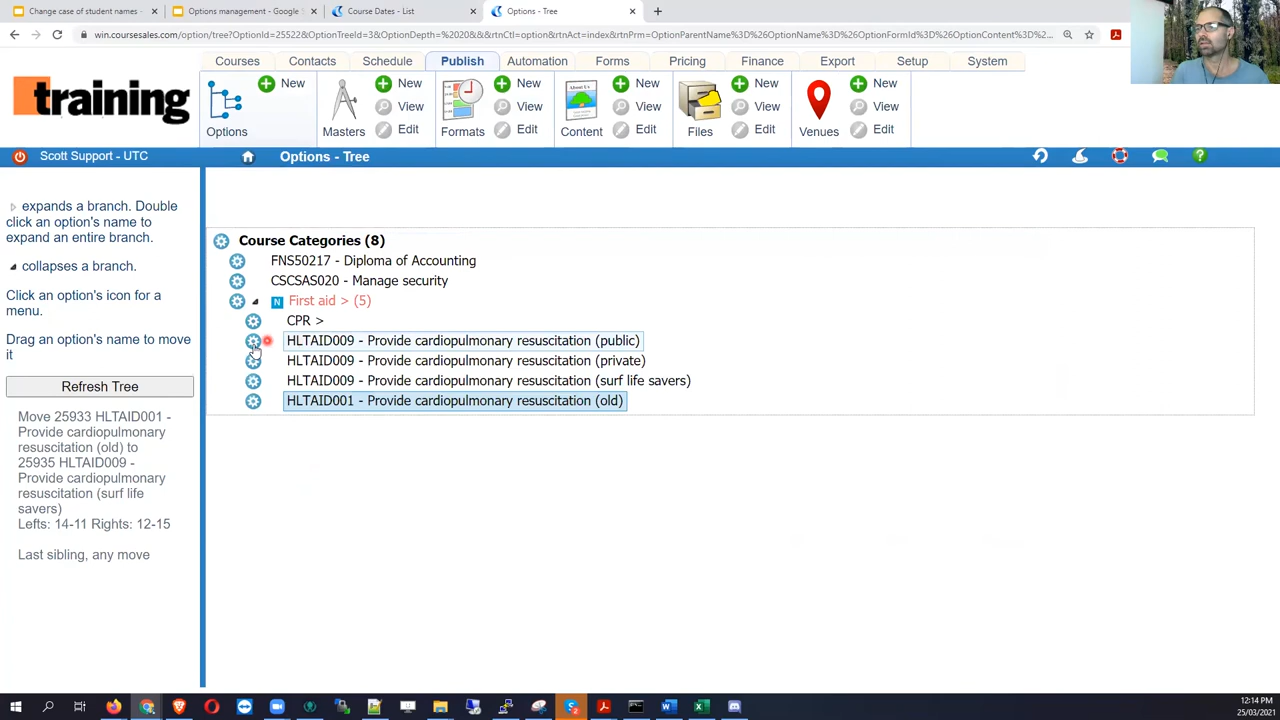 Change case of student names -
Options management - Google S
Course Dates - List
Options - Tree
win.coursesales.com/option/tree?OptionId=25522&OptionTreeId=3&OptionDepth=%2020&&&rtnCtl=option&rtnAct=index&rtnPrm=OptionParentName%3D%26OptionName%3D%26OptionFormId%3D%26OptionContent%3D%2...
training
Courses
Contacts
Schedule
Publish
Automation
Forms
Pricing
Finance
Export
Setup
System
New
Options
New
View
Masters
Edit
New
View
Formats
Edit
New
View
Content
Edit
New
View
Files
Edit
New
View
Venues
Edit
Scott Support - UTC
Options - Tree
expands a branch. Double
click an option's name to
expand an entire branch.
collapses a branch.
Click an option's icon for a
menu.
Drag an option's name to move
it
Refresh Tree
Move 25933 HLTAID001 -
Provide cardiopulmonary
resuscitation (old) to
25935 HLTAID009 -
Provide cardiopulmonary
resuscitation (surf life
savers)
Lefts: 14-11 Rights: 12-15
Last sibling, any move
Course Categories (8)
FNS50217 - Diploma of Accounting
CSCSAS020 - Manage security
N First aid > (5)
CPR >
HLTAID009 - Provide cardiopulmonary resuscitation (public)
HLTAID009 - Provide cardiopulmonary resuscitation (private)
HLTAID009 - Provide cardiopulmonary resuscitation (surf life savers)
HLTAID001 - Provide cardiopulmonary resuscitation (old)
12:14 PM
25/03/2021